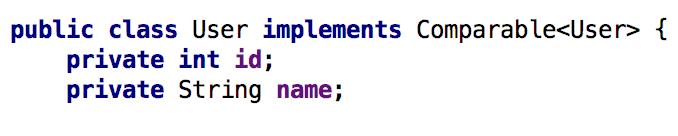 public class User implements Comparable<User> {
    private int id;
    private String name;